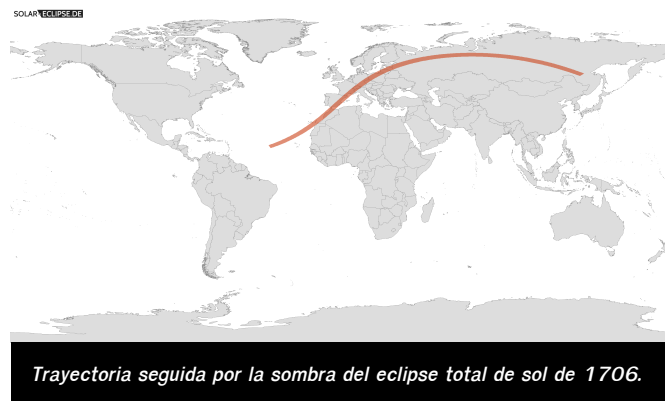 SOLAR ECLIPSE.DE
Trayectoria seguida por la sombra del eclipse total de sol de 1706.